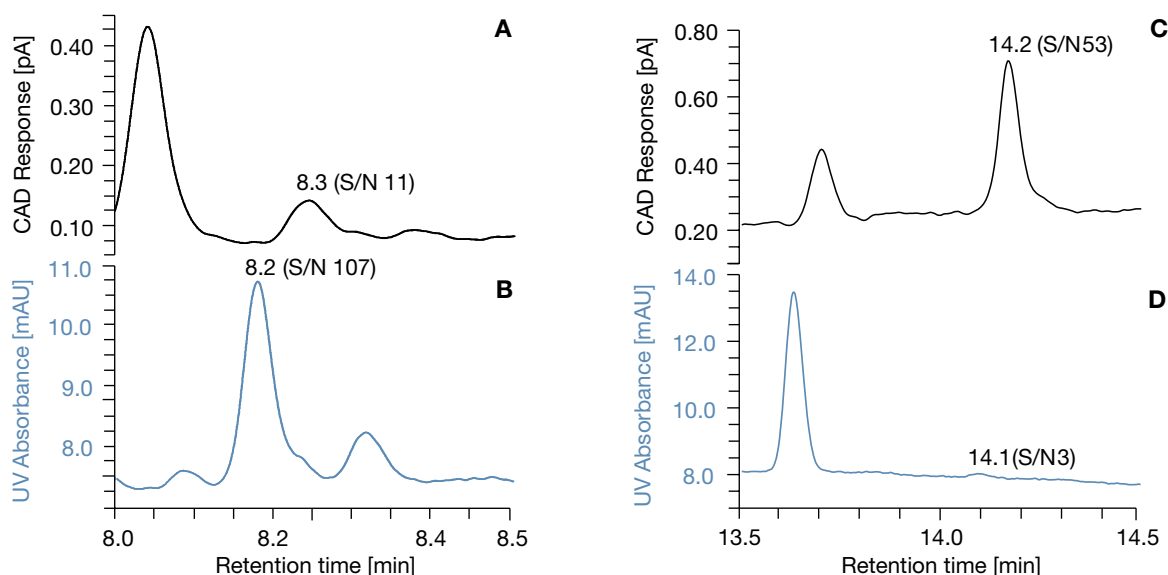 A
CAD Response [pA]
0.40
0.30
0.20
0.10
8.3 (S/N 11)
B
UV Absorbance [mAU]
11.0
10.0
9.0
8.0
8.2 (S/N 107)
8.0
8.2
8.4
8.5
Retention time [min]
C
CAD Response [pA]
0.80
0.60
0.40
0.20
14.2 (S/N53)
D
UV Absorbance [mAU]
14.0
12.0
10.0
8.0
14.1(S/N3)
13.5
14.0
14.5
Retention time [min]